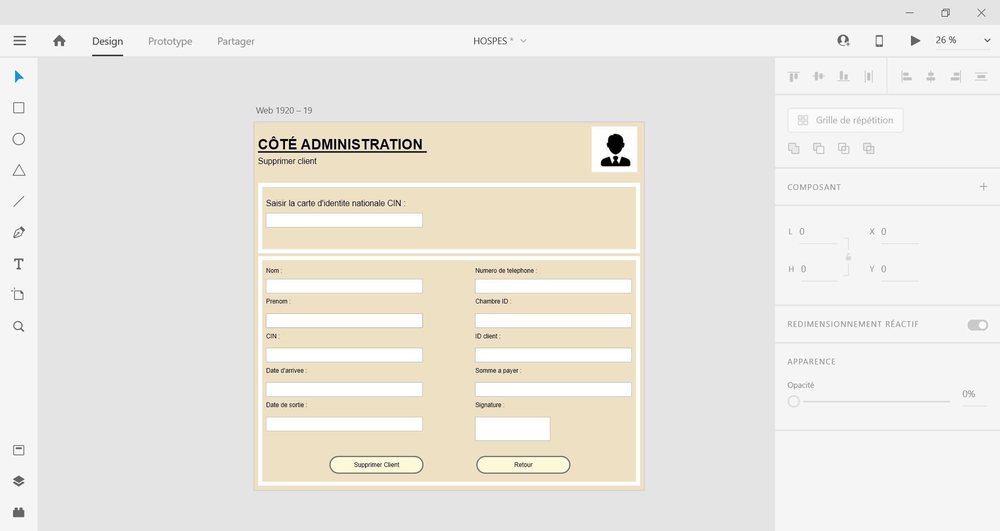 Design Prototype Partager HOSPES * 26 %
Web 1920 – 19
CÔTÉ ADMINISTRATION
Supprimer client
Saisir la carte d'identite nationale CIN :
Nom :
Prenom :
CIN :
Date d'arrivee :
Date de sortie :
Numero de telephone :
Chambre ID :
ID client :
Somme a payer :
Signature :
Supprimer Client Retour
Grille de répétition
COMPOSANT
L 0 X 0
H 0 Y 0
REDIMENSIONNEMENT RÉACTIF
APPARENCE
Opacité
0%